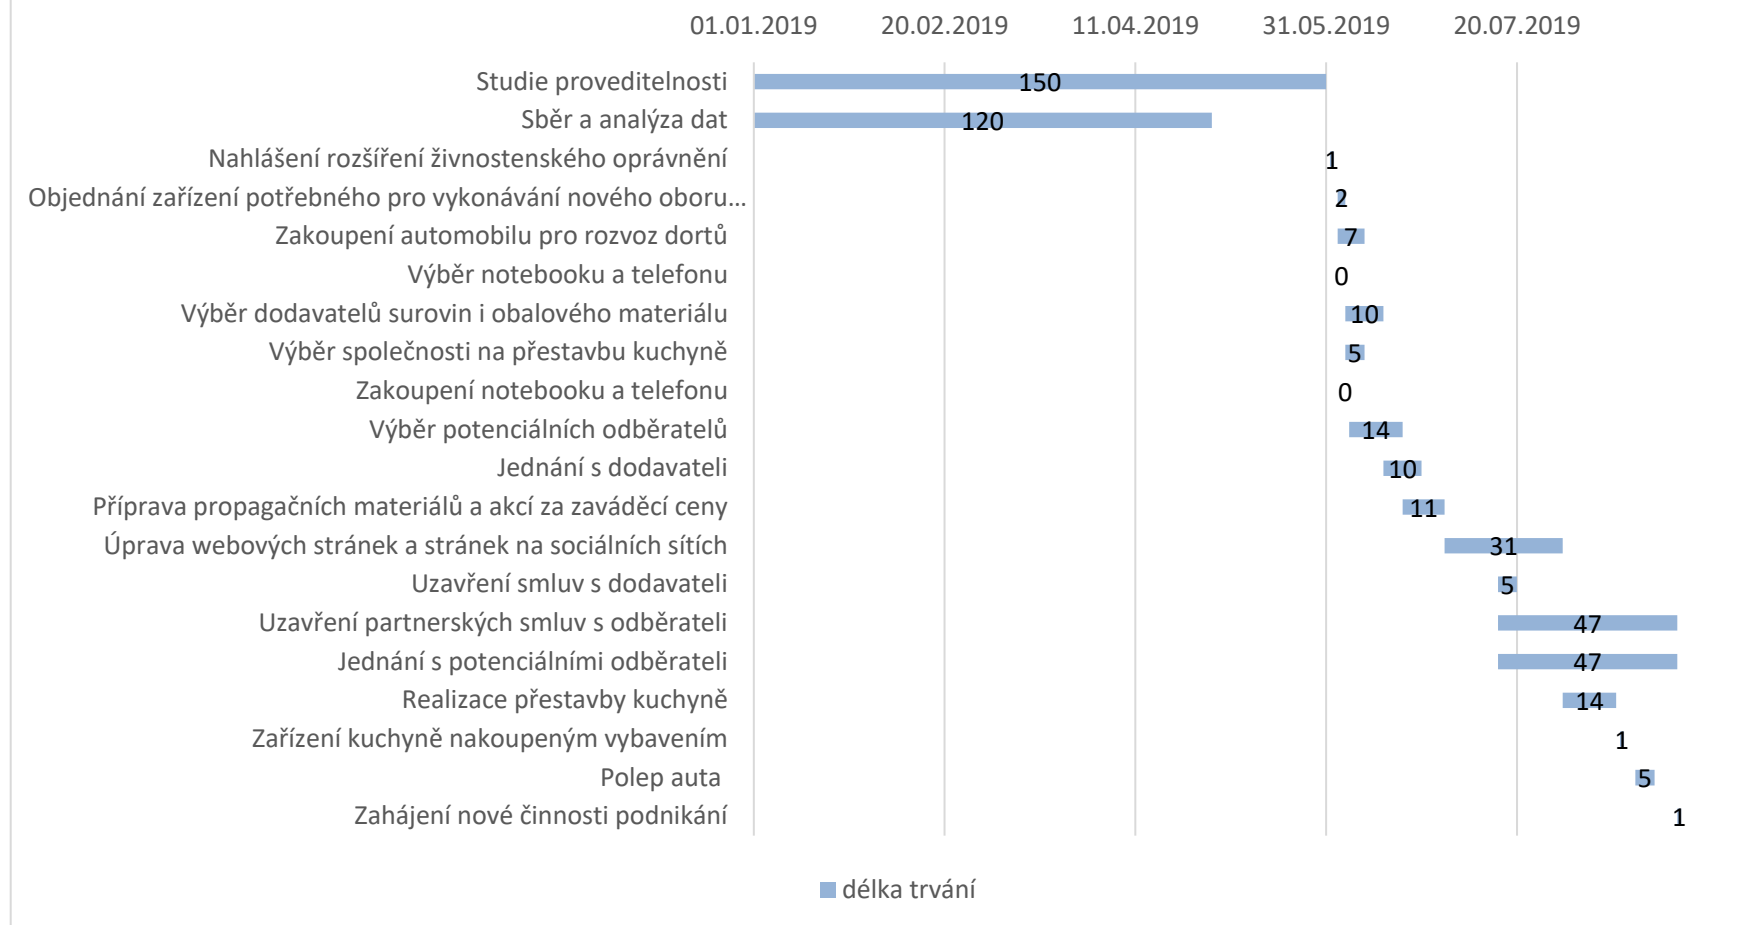 01.01.2019 20.02.2019 11.04.2019 31.05.2019 20.07.2019
Studie proveditelnosti 150
Sběr a analýza dat 120
Nahlášení rozšíření živnostenského oprávnění 1
Objednání zařízení potřebného pro vykonávání nového oboru... 2
Zakoupení automobilu pro rozvoz dortů 7
Výběr notebooku a telefonu 0
Výběr dodavatelů surovin i obalového materiálu 10
Výběr společnosti na přestavbu kuchyně 5
Zakoupení notebooku a telefonu 0
Výběr potenciálních odběratelů 14
Jednání s dodavateli 10
Příprava propagačních materiálů a akcí za zaváděcí ceny 11
Úprava webových stránek a stránek na sociálních sítích 31
Uzavření smluv s dodavateli 5
Uzavření partnerských smluv s odběrateli 47
Jednání s potenciálními odběrateli 47
Realizace přestavby kuchyně 14
Zařízení kuchyně nakoupeným vybavením 1
Polep auta 5
Zahájení nové činnosti podnikání 1
délka trvání